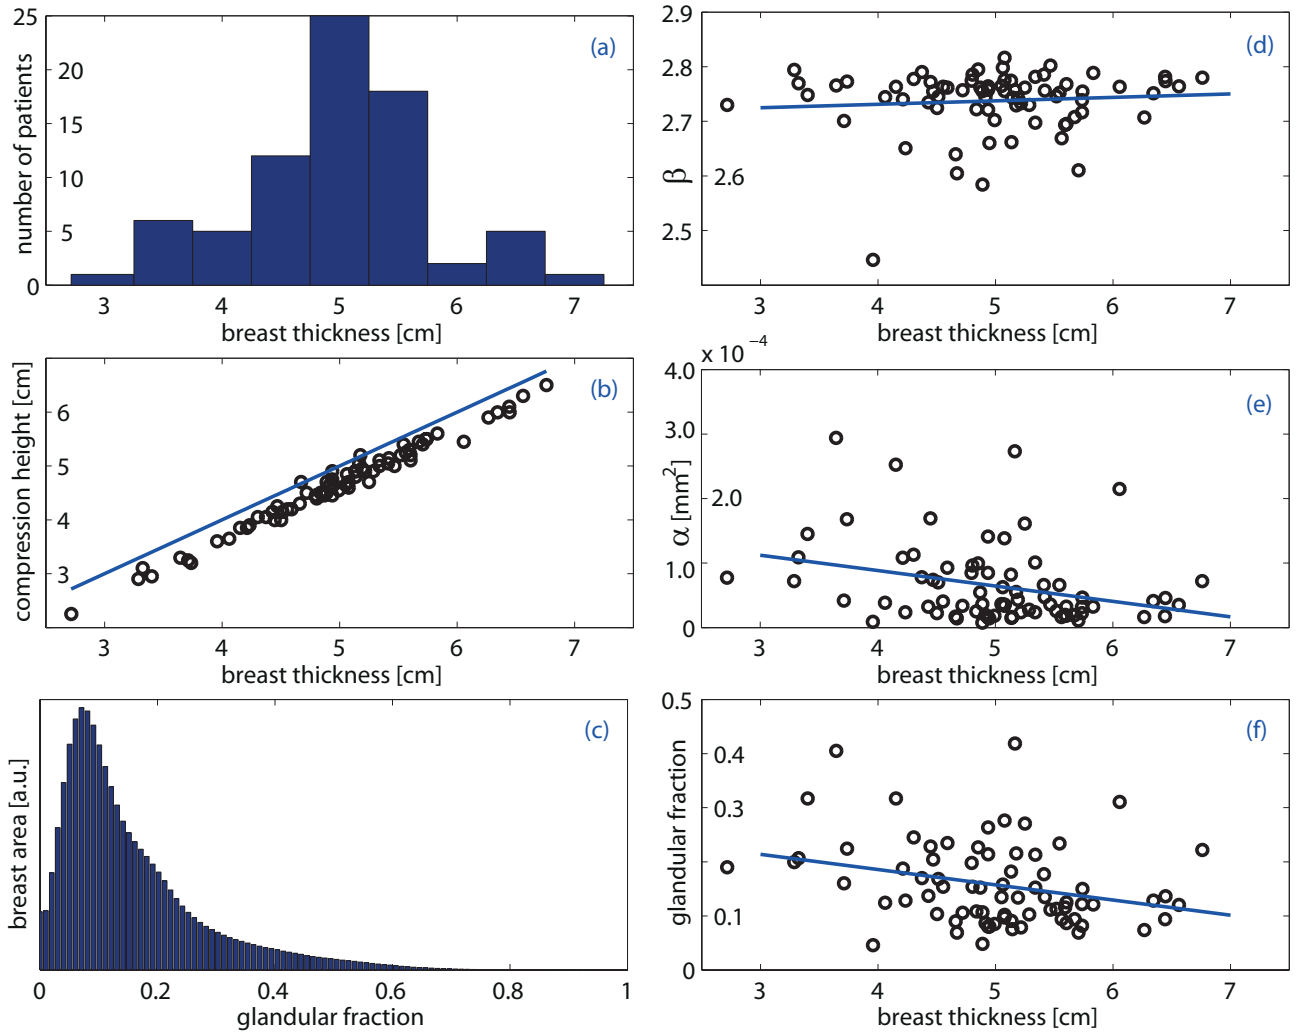 25
20
15
10
5
0
number of patients
(a)
3 4 5 6 7
breast thickness [cm]
6
5
4
3
compression height [cm]
(b)
3 4 5 6 7
breast thickness [cm]
breast area [a.u.]
(c)
0 0.2 0.4 0.6 0.8 1
glandular fraction
2.9
2.8
2.7
2.6
2.5
β
(d)
3 4 5 6 7
breast thickness [cm]
x 10⁻⁴
4.0
3.0
2.0
1.0
0
α [mm²]
(e)
3 4 5 6 7
breast thickness [cm]
0.5
0.4
0.3
0.1
0
glandular fraction
(f)
3 4 5 6 7
breast thickness [cm]